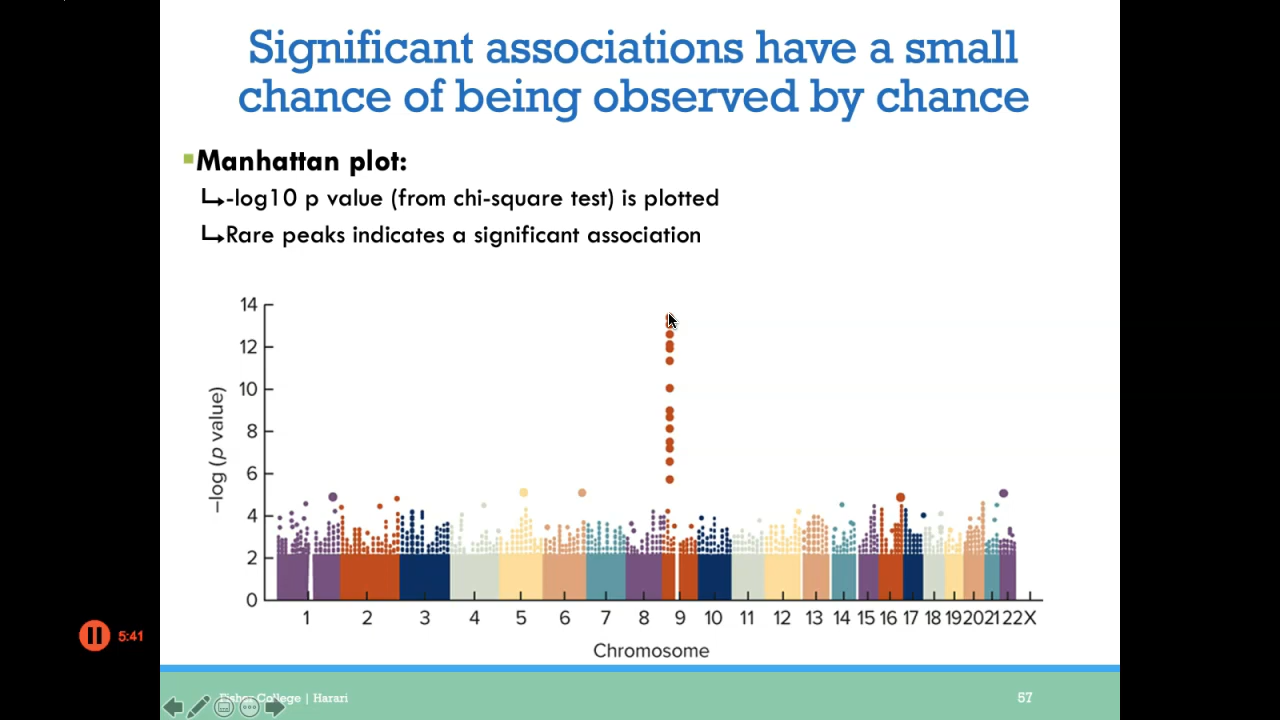 Significant associations have a small
chance of being observed by chance
Manhattan plot:
-log10 p value (from chi-square test) is plotted
Rare peaks indicates a significant association
14
12
10
8
6
4
2
0
−log (p value)
1 2 3 4 5 6 7 8 9 10 11 12 13 14 15 16 17 18 19 20 21 22 X
Chromosome
5:41
Fisher College | Harari
57